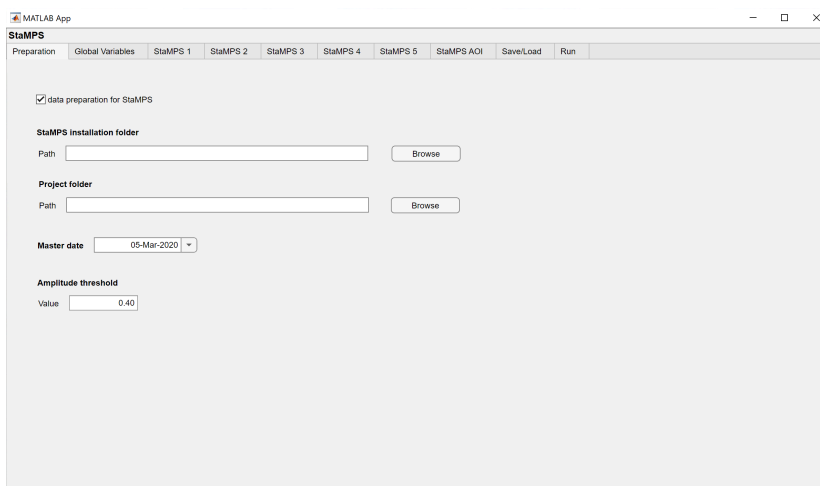 MATLAB App
StaMPS
Preparation Global Variables StaMPS 1 StaMPS 2 StaMPS 3 StaMPS 4 StaMPS 5 StaMPS AOI Save/Load Run
data preparation for StaMPS
StaMPS installation folder
Path Browse
Project folder
Path Browse
Master date 05-Mar-2020
Amplitude threshold
Value 0.40